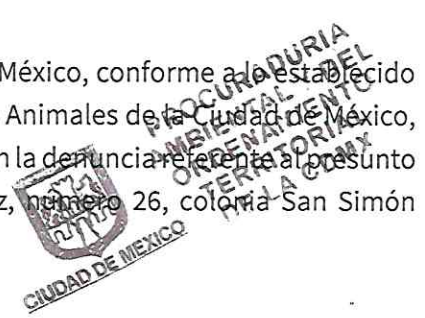 México, conforme a lo establecido
Animales de la Ciudad de México,
n la denuncia referente al presunto
z, número 26, colonia San Simón
PROCURADURIA
AMBIENTAL Y DEL
ORDENAMIENTO
TERRITORIAL
DE LA CDMX
CIUDAD DE MEXICO